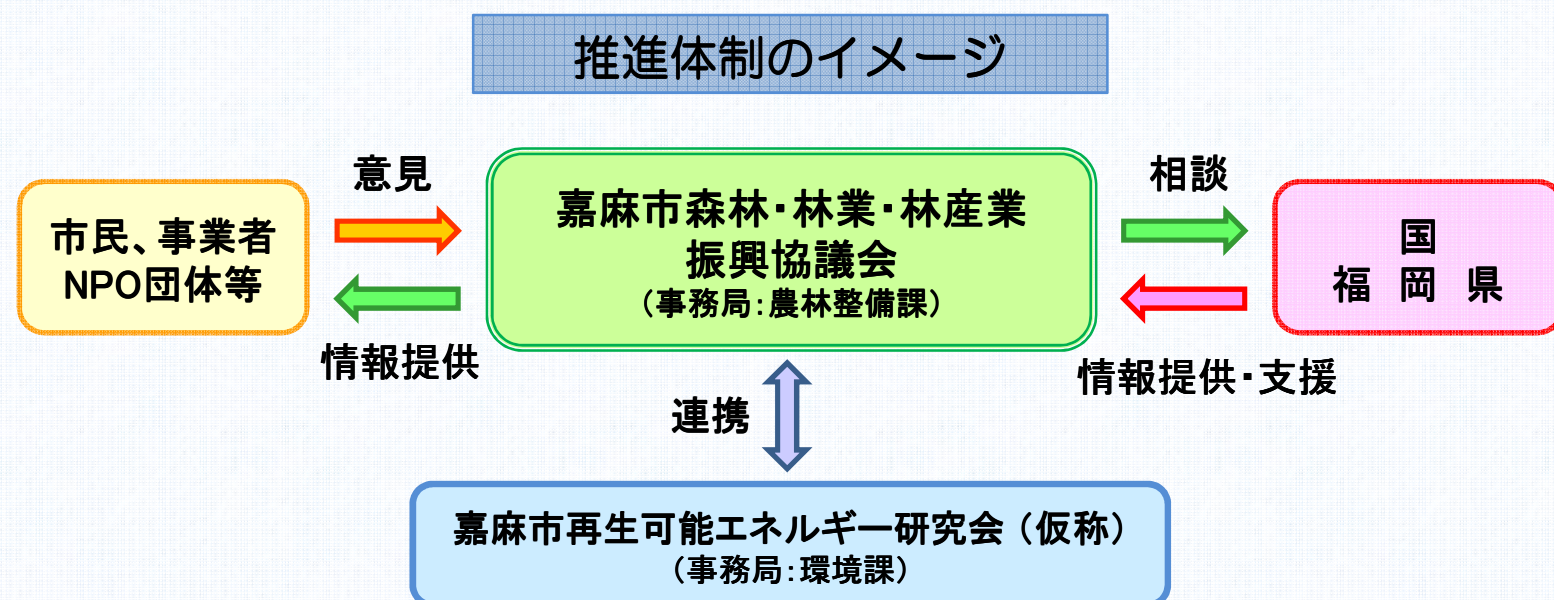 推進体制のイメージ
意見
相談
市民、事業者
NPO団体等
嘉麻市森林・林業・林産業
振興協議会
（事務局：農林整備課）
国
福　岡　県
情報提供
情報提供・支援
連携
嘉麻市再生可能エネルギー研究会（仮称）
（事務局：環境課）